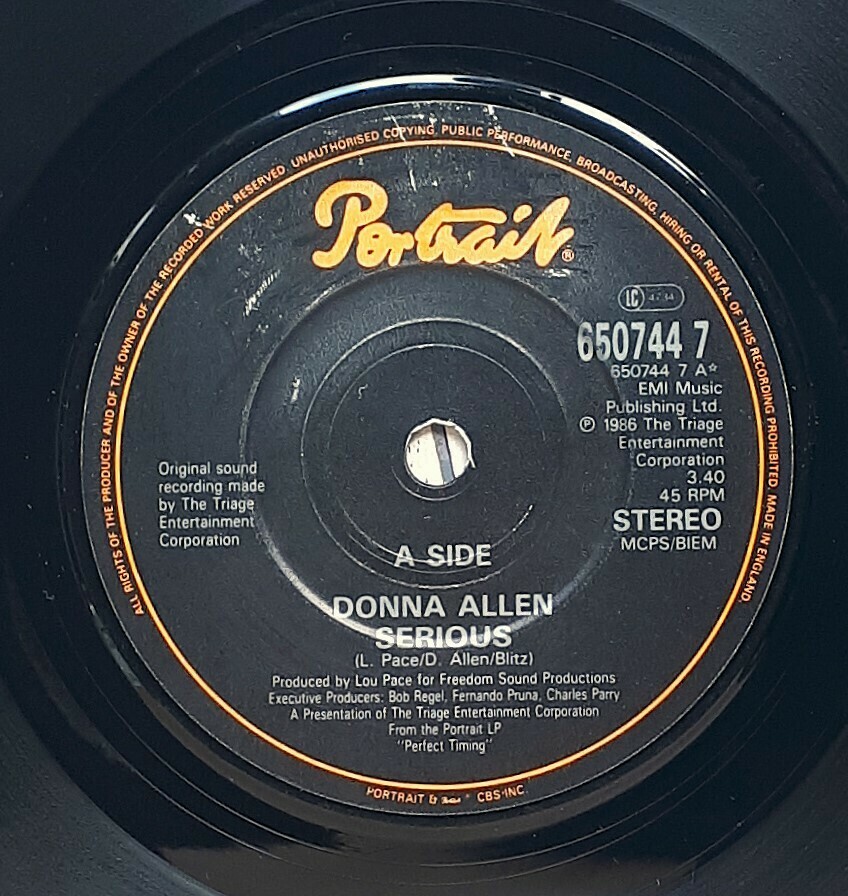 ALL RIGHTS OF THE PRODUCER AND OF THE OWNER OF THE RECORDED WORK RESERVED. UNAUTHORISED COPYING, PUBLIC PERFORMANCE, BROADCASTING, HIRING OR RENTAL OF THIS RECORDING PROHIBITED. MADE IN ENGLAND.
Portrait®
LC
650744 7
650744 7 A☆
EMI Music
Publishing Ltd.
℗ 1986 The Triage
Entertainment
Corporation
3.40
45 RPM
STEREO
MCPS/BIEM
Original sound
recording made
by The Triage
Entertainment
Corporation
A SIDE
DONNA ALLEN
SERIOUS
(L. Pace/D. Allen/Blitz)
Produced by Lou Pace for Freedom Sound Productions
Executive Producers: Bob Regel, Fernando Pruna, Charles Parry
A Presentation of The Triage Entertainment Corporation
From the Portrait LP
"Perfect Timing"
PORTRAIT & CBS·INC.